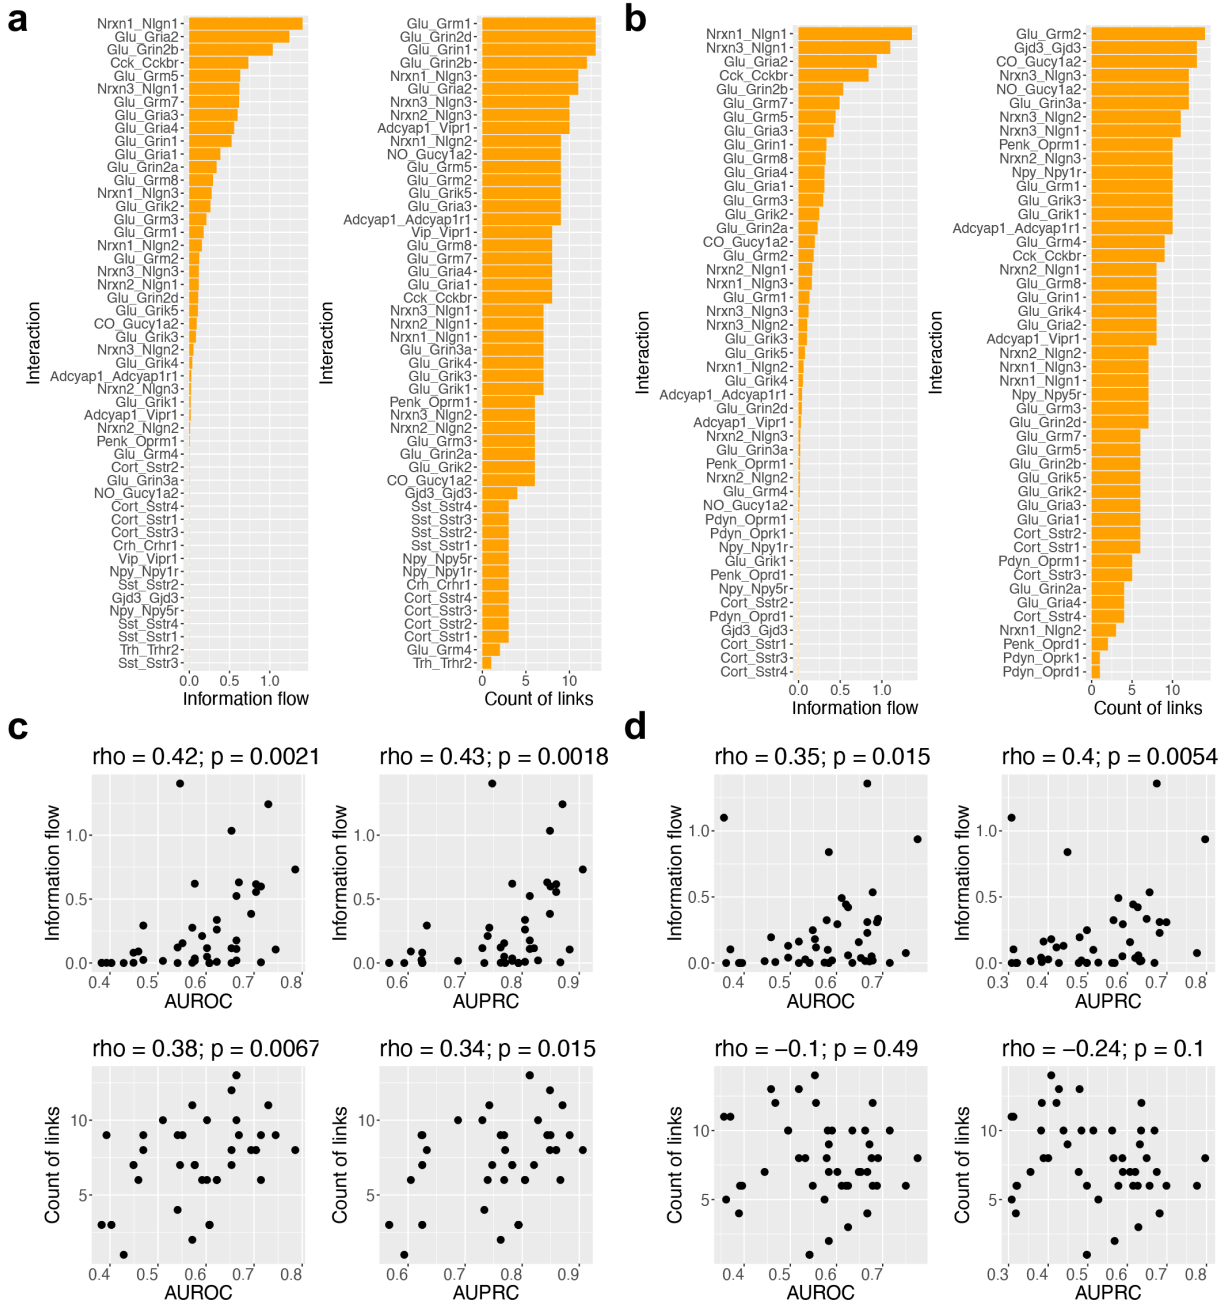 a
Nrxn1_Nlgn1
Glu_Gria2
Glu_Grin2b
Cck_Cckbr
Glu_Grm5
Nrxn3_Nlgn1
Glu_Grm7
Glu_Gria3
Glu_Gria4
Glu_Grin1
Glu_Gria1
Glu_Grin2a
Glu_Grm8
Nrxn1_Nlgn3
Glu_Grik2
Glu_Grm3
Glu_Grm1
Nrxn1_Nlgn2
Glu_Grm2
Nrxn3_Nlgn3
Nrxn2_Nlgn1
Glu_Grin2d
Glu_Grik5
CO_Gucy1a2
Glu_Grik3
Nrxn3_Nlgn2
Glu_Grik4
Adcyap1_Adcyap1r1
Nrxn2_Nlgn3
Glu_Grik1
Adcyap1_Vipr1
Nrxn2_Nlgn2
Penk_Oprm1
Glu_Grm4
Cort_Sstr2
Glu_Grin3a
NO_Gucy1a2
Cort_Sstr4
Cort_Sstr1
Cort_Sstr3
Crh_Crhr1
Vip_Vipr1
Npy_Npy1r
Sst_Sstr2
Gjd3_Gjd3
Npy_Npy5r
Sst_Sstr4
Sst_Sstr1
Trh_Trhr2
Sst_Sstr3
Interaction
0.0 0.5 1.0
Information flow
Glu_Grm1
Glu_Grin2d
Glu_Grin1
Glu_Grin2b
Nrxn1_Nlgn3
Glu_Gria2
Nrxn3_Nlgn3
Nrxn2_Nlgn3
Adcyap1_Vipr1
Nrxn1_Nlgn2
NO_Gucy1a2
Glu_Grm5
Glu_Grm2
Glu_Grik5
Glu_Gria3
Adcyap1_Adcyap1r1
Vip_Vipr1
Glu_Grm8
Glu_Grm7
Glu_Gria4
Glu_Gria1
Cck_Cckbr
Nrxn3_Nlgn1
Nrxn2_Nlgn1
Nrxn1_Nlgn1
Glu_Grin3a
Glu_Grik4
Glu_Grik3
Glu_Grik1
Penk_Oprm1
Nrxn3_Nlgn2
Nrxn2_Nlgn2
Glu_Grm3
Glu_Grin2a
Glu_Grik2
CO_Gucy1a2
Gjd3_Gjd3
Sst_Sstr4
Sst_Sstr3
Sst_Sstr2
Sst_Sstr1
Npy_Npy5r
Npy_Npy1r
Crh_Crhr1
Cort_Sstr4
Cort_Sstr3
Cort_Sstr2
Cort_Sstr1
Glu_Grm4
Trh_Trhr2
Interaction
0 5 10
Count of links
b
Nrxn1_Nlgn1
Nrxn3_Nlgn1
Glu_Gria2
Cck_Cckbr
Glu_Grin2b
Glu_Grm7
Glu_Grm5
Glu_Gria3
Glu_Grin1
Glu_Grm8
Glu_Gria4
Glu_Gria1
Glu_Grm3
Glu_Grik2
Glu_Grin2a
CO_Gucy1a2
Glu_Grm2
Nrxn2_Nlgn1
Nrxn1_Nlgn3
Glu_Grm1
Nrxn3_Nlgn3
Nrxn3_Nlgn2
Glu_Grik3
Glu_Grik5
Nrxn1_Nlgn2
Glu_Grik4
Adcyap1_Adcyap1r1
Glu_Grin2d
Adcyap1_Vipr1
Nrxn2_Nlgn3
Glu_Grin3a
Penk_Oprm1
Nrxn2_Nlgn2
Glu_Grm4
NO_Gucy1a2
Pdyn_Oprm1
Pdyn_Oprk1
Npy_Npy1r
Glu_Grik1
Penk_Oprd1
Npy_Npy5r
Cort_Sstr2
Pdyn_Oprd1
Gjd3_Gjd3
Cort_Sstr1
Cort_Sstr3
Cort_Sstr4
Interaction
0.0 0.5 1.0
Information flow
Glu_Grm2
Gjd3_Gjd3
CO_Gucy1a2
Nrxn3_Nlgn3
NO_Gucy1a2
Glu_Grin3a
Nrxn3_Nlgn2
Nrxn3_Nlgn1
Penk_Oprm1
Nrxn2_Nlgn3
Npy_Npy1r
Glu_Grm1
Glu_Grik3
Glu_Grik1
Adcyap1_Adcyap1r1
Glu_Grm4
Cck_Cckbr
Nrxn2_Nlgn1
Glu_Grm8
Glu_Grin1
Glu_Grik4
Glu_Gria2
Adcyap1_Vipr1
Nrxn2_Nlgn2
Nrxn1_Nlgn3
Nrxn1_Nlgn1
Npy_Npy5r
Glu_Grm3
Glu_Grin2d
Glu_Grm7
Glu_Grm5
Glu_Grin2b
Glu_Grik5
Glu_Grik2
Glu_Gria3
Glu_Gria1
Cort_Sstr2
Cort_Sstr1
Pdyn_Oprm1
Cort_Sstr3
Glu_Grin2a
Glu_Gria4
Cort_Sstr4
Nrxn1_Nlgn2
Penk_Oprd1
Pdyn_Oprk1
Pdyn_Oprd1
Interaction
0 5 10
Count of links
c
rho = 0.42; p = 0.0021
Information flow
1.0
0.5
0.0
0.4 0.5 0.6 0.7 0.8
AUROC
rho = 0.43; p = 0.0018
Information flow
1.0
0.5
0.0
0.6 0.7 0.8 0.9
AUPRC
rho = 0.38; p = 0.0067
Count of links
10
5
0.4 0.5 0.6 0.7 0.8
AUROC
rho = 0.34; p = 0.015
Count of links
10
5
0.6 0.7 0.8 0.9
AUPRC
d
rho = 0.35; p = 0.015
Information flow
1.0
0.5
0.0
0.4 0.5 0.6 0.7
AUROC
rho = 0.4; p = 0.0054
Information flow
1.0
0.5
0.0
0.3 0.4 0.5 0.6 0.7 0.8
AUPRC
rho = −0.1; p = 0.49
Count of links
10
5
0.4 0.5 0.6 0.7
AUROC
rho = −0.24; p = 0.1
Count of links
10
5
0.3 0.4 0.5 0.6 0.7 0.8
AUPRC